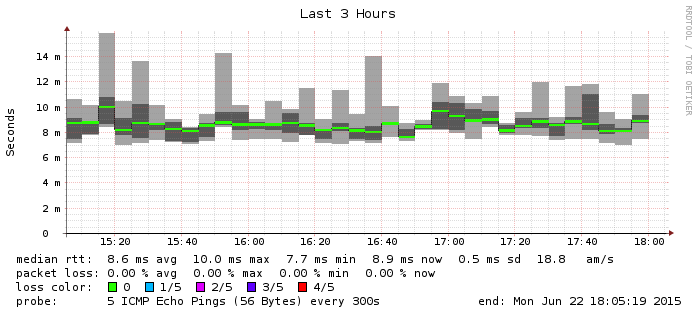 Last 3 Hours
RRDTOOL / TOBI OETIKER
Seconds
14 m
12 m
10 m
8 m
6 m
4 m
2 m
0
15:20 15:40 16:00 16:20 16:40 17:00 17:20 17:40 18:00
median rtt: 8.6 ms avg 10.0 ms max 7.7 ms min 8.9 ms now 0.5 ms sd 18.8 am/s
packet loss: 0.00 % avg 0.00 % max 0.00 % min 0.00 % now
loss color: 0 1/5 2/5 3/5 4/5
probe: 5 ICMP Echo Pings (56 Bytes) every 300s end: Mon Jun 22 18:05:19 2015